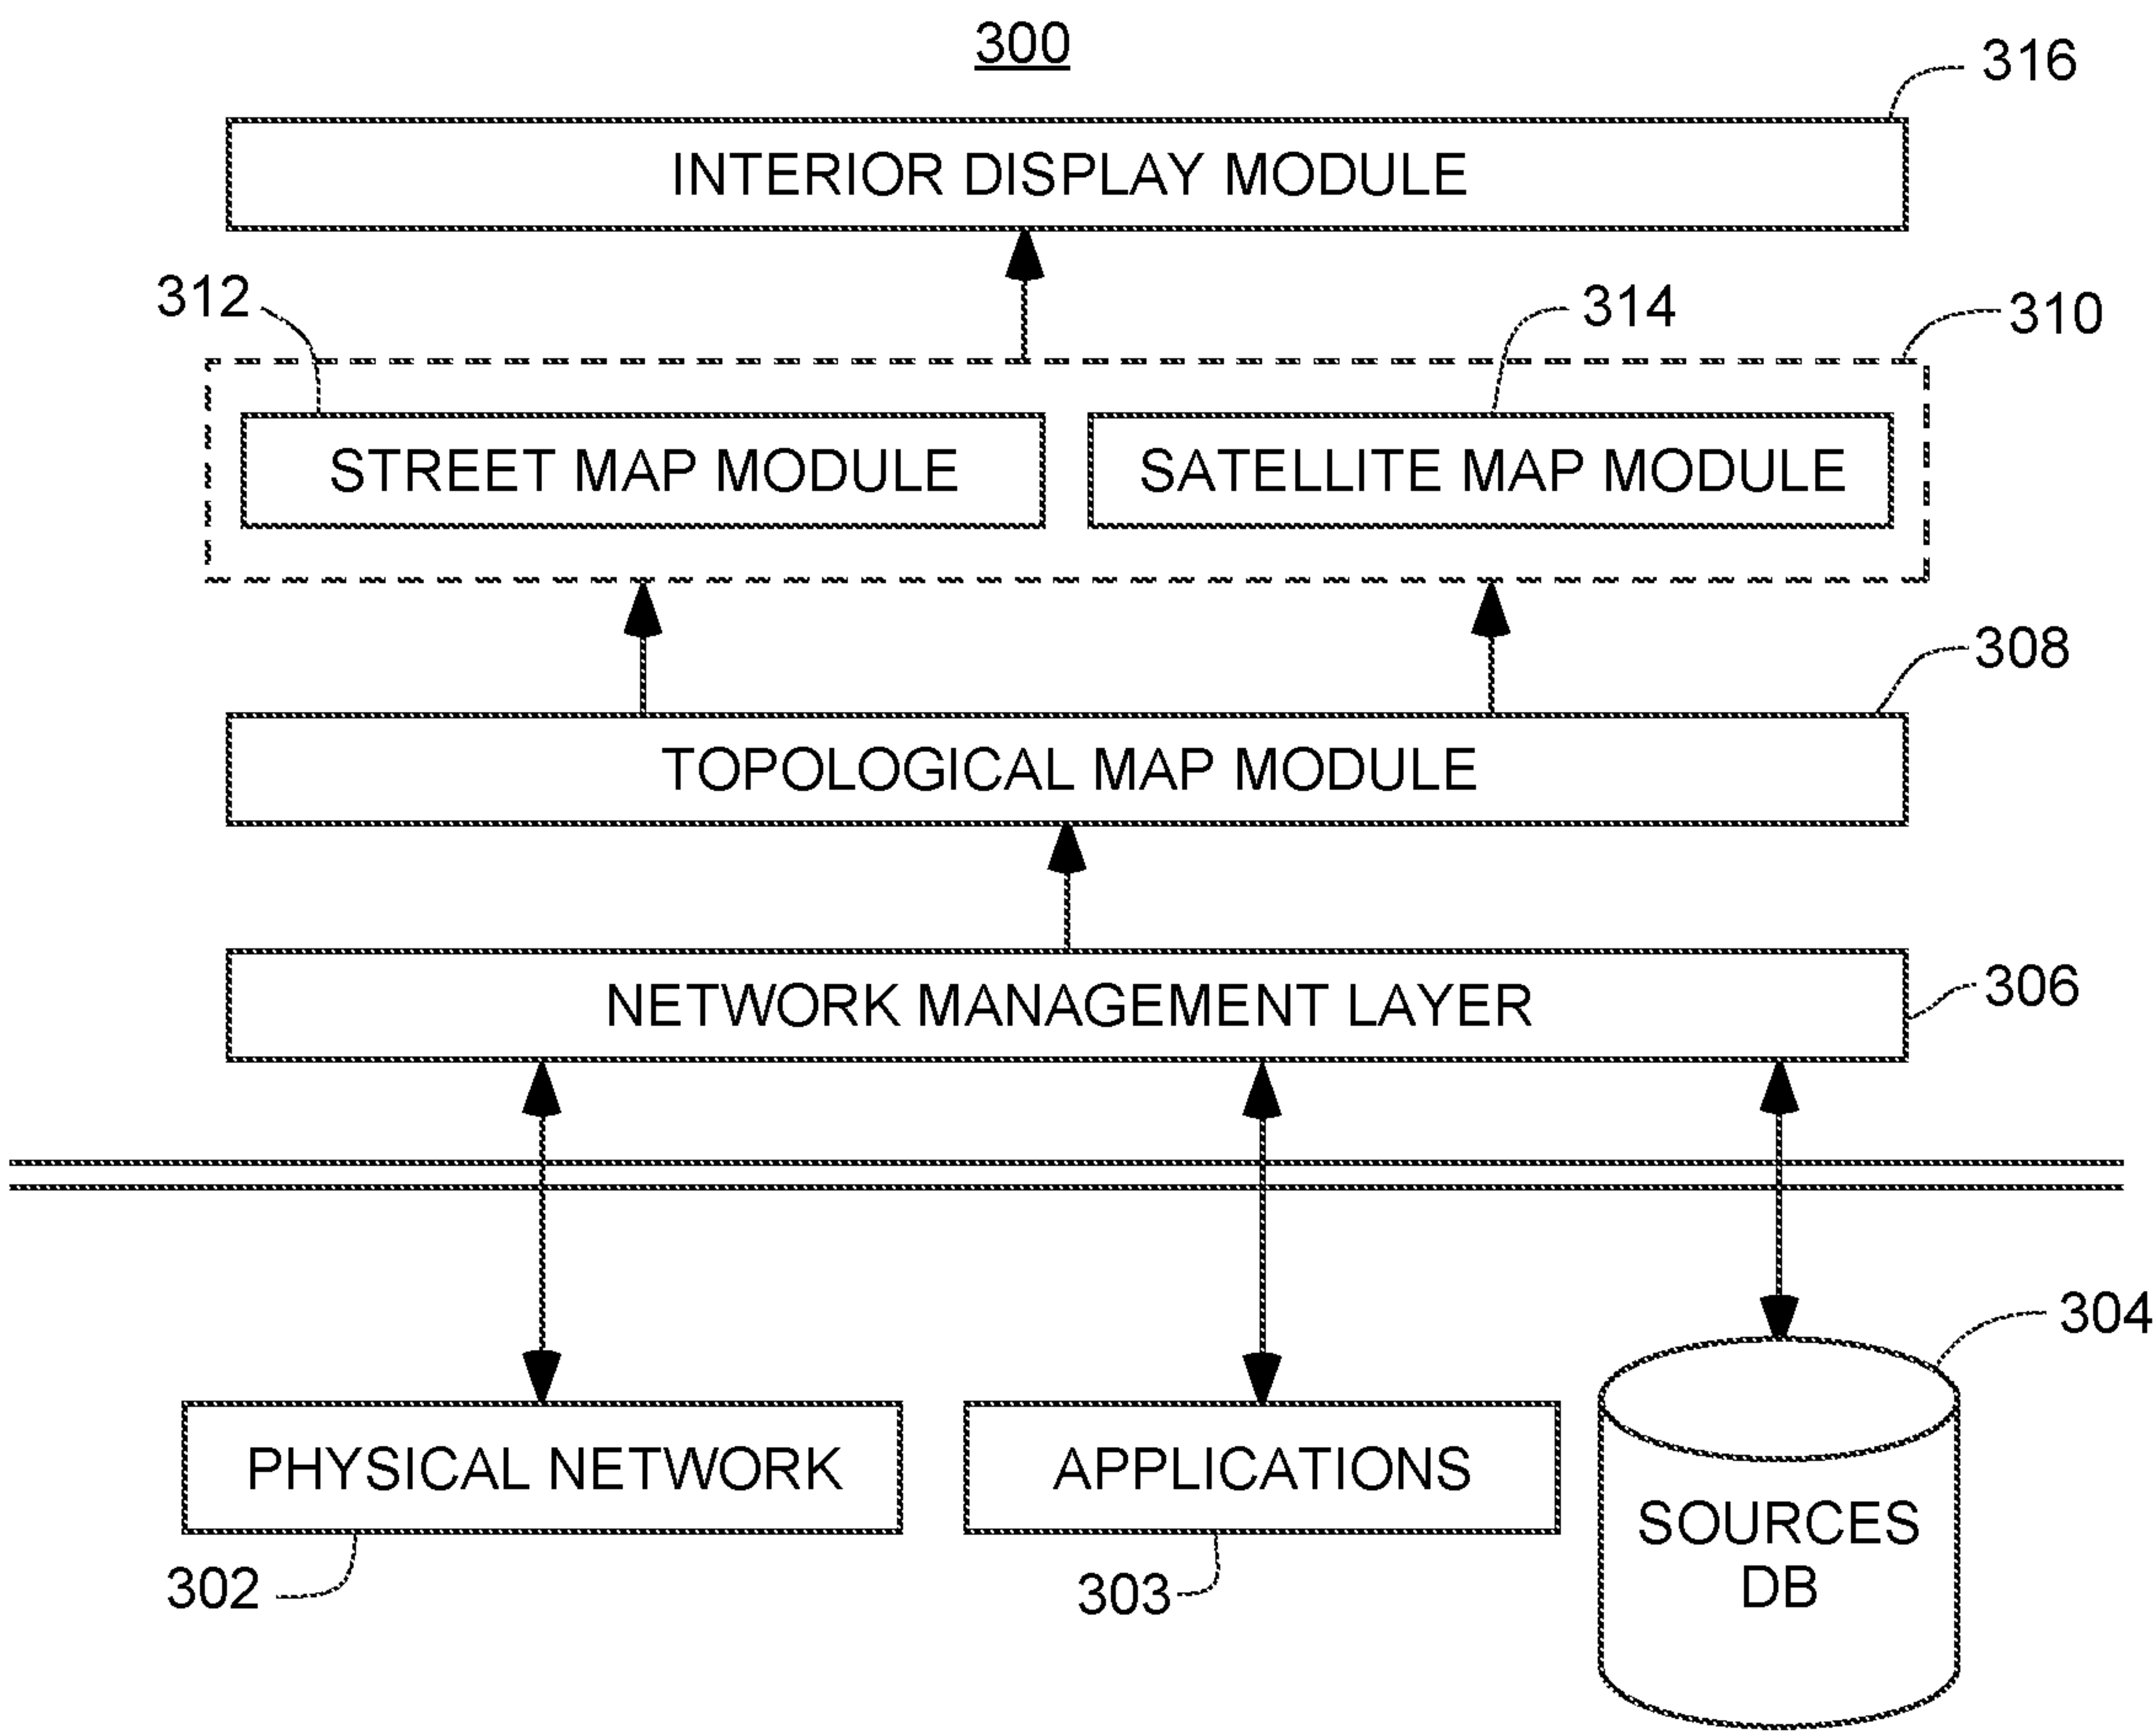 300
316
INTERIOR DISPLAY MODULE
312
314
310
STREET MAP MODULE
SATELLITE MAP MODULE
308
TOPOLOGICAL MAP MODULE
NETWORK MANAGEMENT LAYER
306
304
PHYSICAL NETWORK
APPLICATIONS
SOURCES
DB
302
303